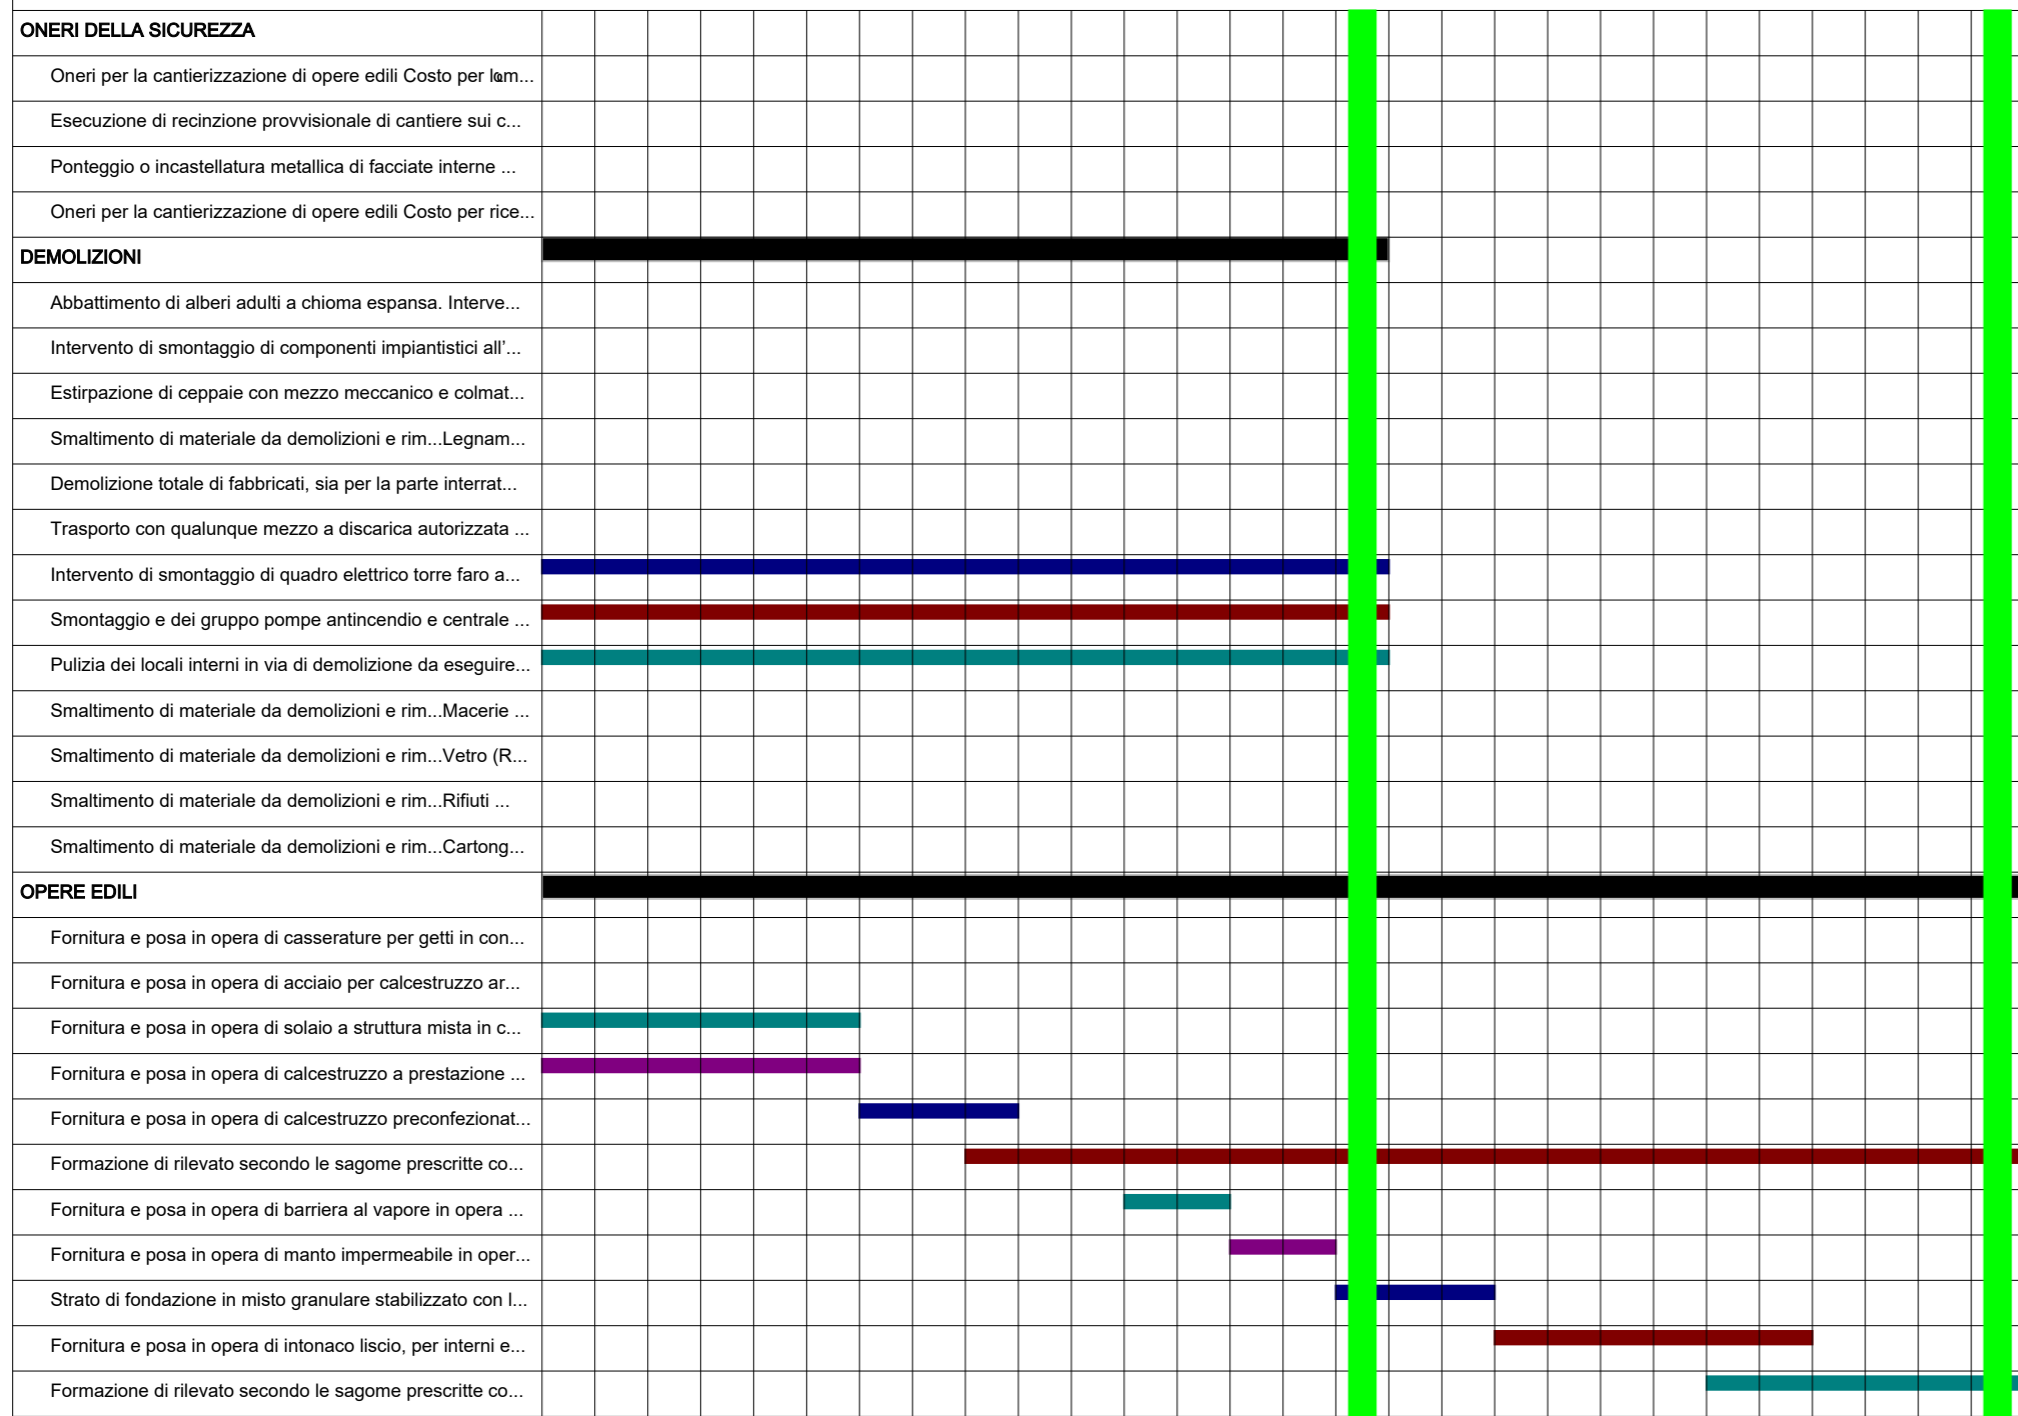 ONERI DELLA SICUREZZA
Oneri per la cantierizzazione di opere edili Costo per lom...
Esecuzione di recinzione provvisionale di cantiere sui c...
Ponteggio o incastellatura metallica di facciate interne ...
Oneri per la cantierizzazione di opere edili Costo per rice...
DEMOLIZIONI
Abbattimento di alberi adulti a chioma espansa. Interve...
Intervento di smontaggio di componenti impiantistici all’...
Estirpazione di ceppaie con mezzo meccanico e colmat...
Smaltimento di materiale da demolizioni e rim...Legnam...
Demolizione totale di fabbricati, sia per la parte interrat...
Trasporto con qualunque mezzo a discarica autorizzata ...
Intervento di smontaggio di quadro elettrico torre faro a...
Smontaggio e dei gruppo pompe antincendio e centrale ...
Pulizia dei locali interni in via di demolizione da eseguire...
Smaltimento di materiale da demolizioni e rim...Macerie ...
Smaltimento di materiale da demolizioni e rim...Vetro (R...
Smaltimento di materiale da demolizioni e rim...Rifiuti ...
Smaltimento di materiale da demolizioni e rim...Cartong...
OPERE EDILI
Fornitura e posa in opera di casserature per getti in con...
Fornitura e posa in opera di acciaio per calcestruzzo ar...
Fornitura e posa in opera di solaio a struttura mista in c...
Fornitura e posa in opera di calcestruzzo a prestazione ...
Fornitura e posa in opera di calcestruzzo preconfezionat...
Formazione di rilevato secondo le sagome prescritte co...
Fornitura e posa in opera di barriera al vapore in opera ...
Fornitura e posa in opera di manto impermeabile in oper...
Strato di fondazione in misto granulare stabilizzato con l...
Fornitura e posa in opera di intonaco liscio, per interni e...
Formazione di rilevato secondo le sagome prescritte co...